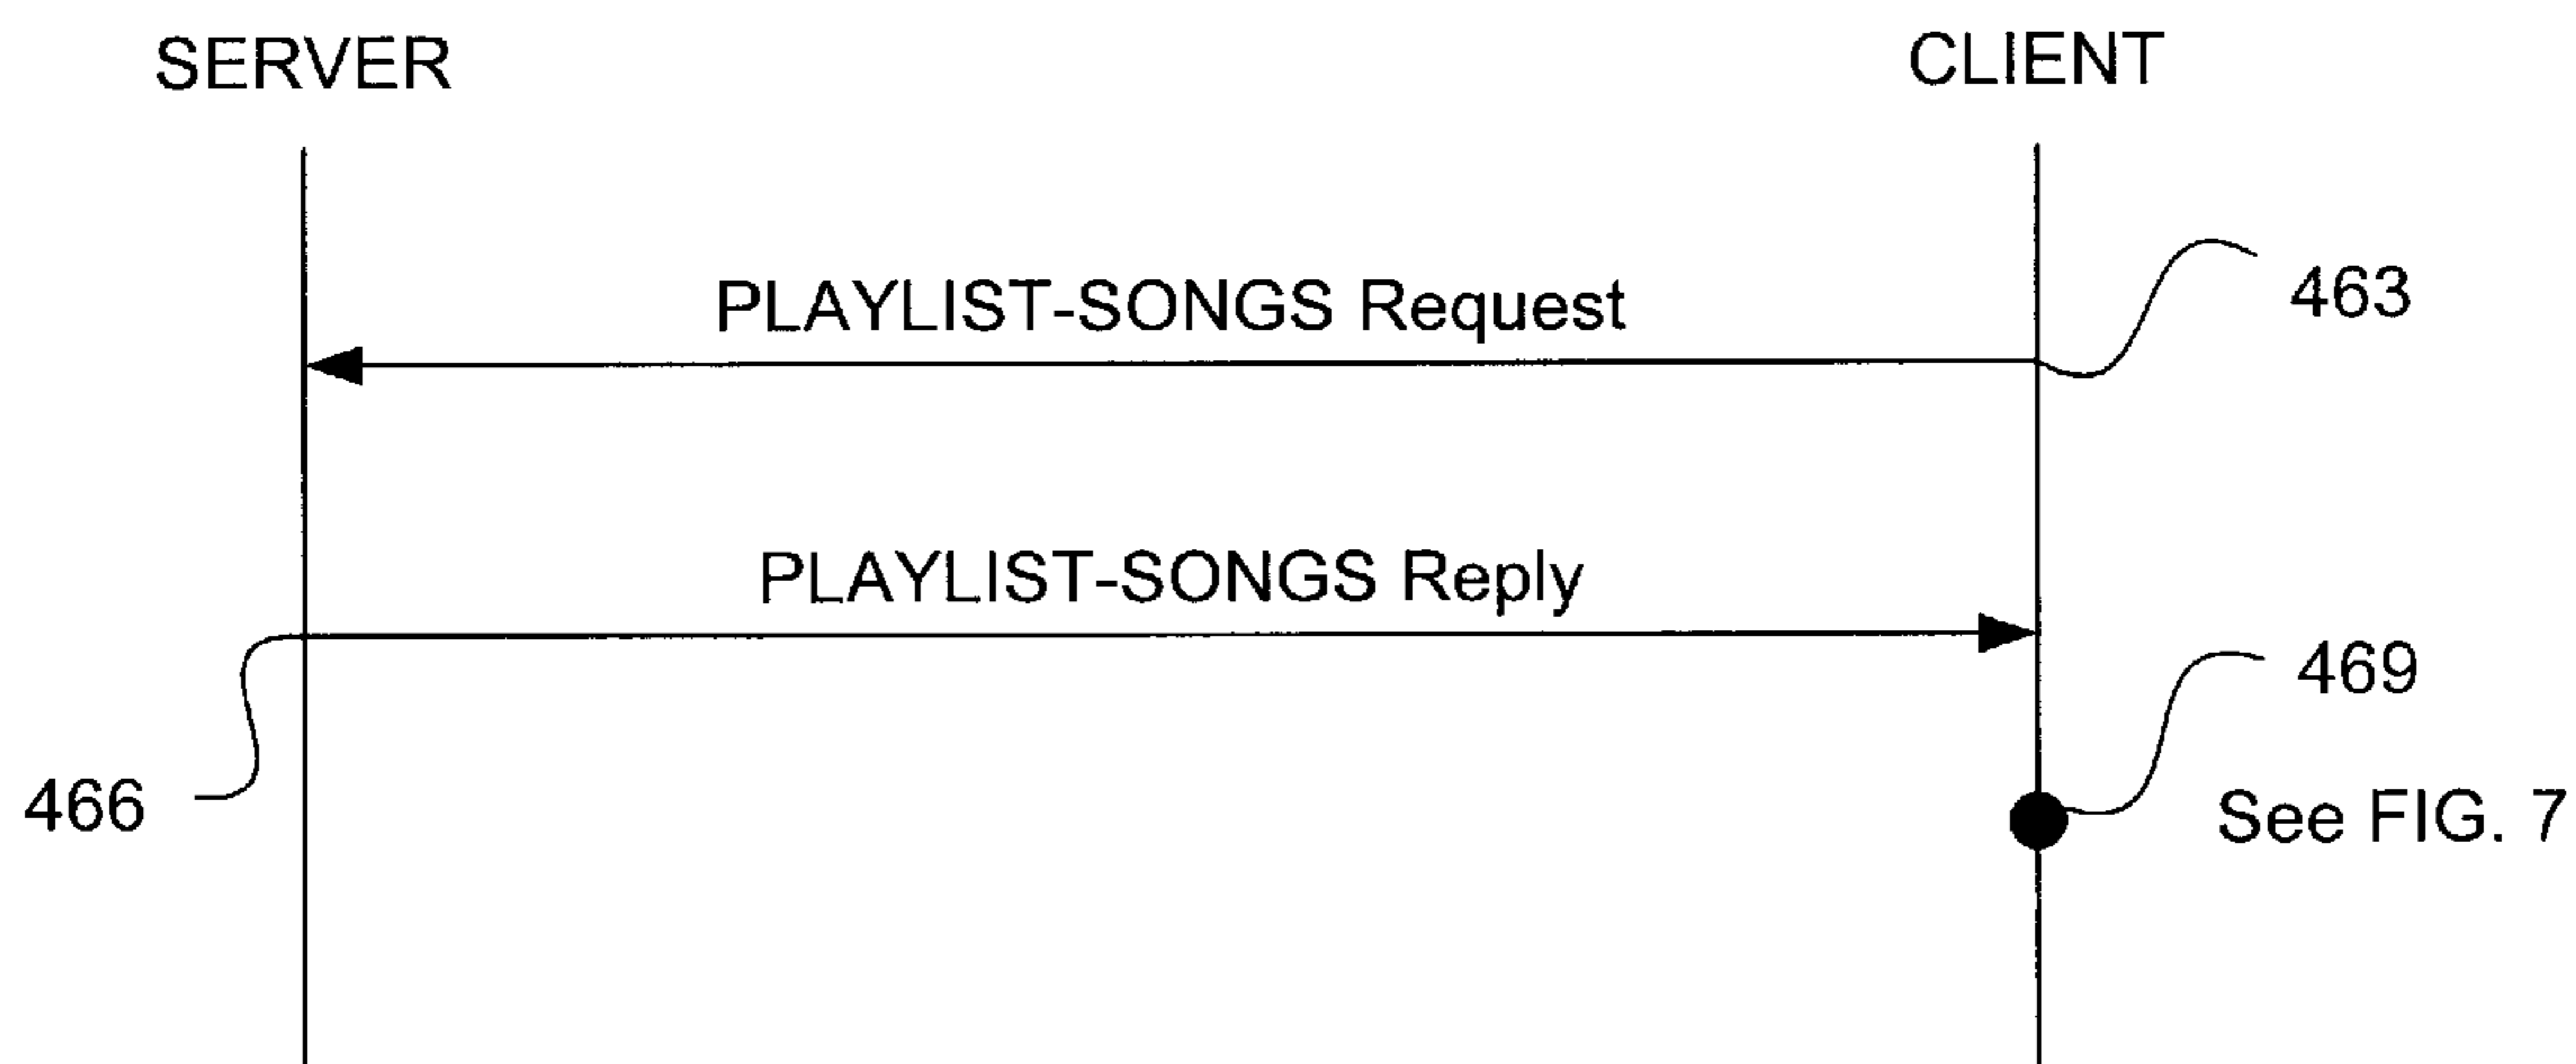 SERVER
CLIENT
PLAYLIST-SONGS Request
463
PLAYLIST-SONGS Reply
469
466
See FIG. 7